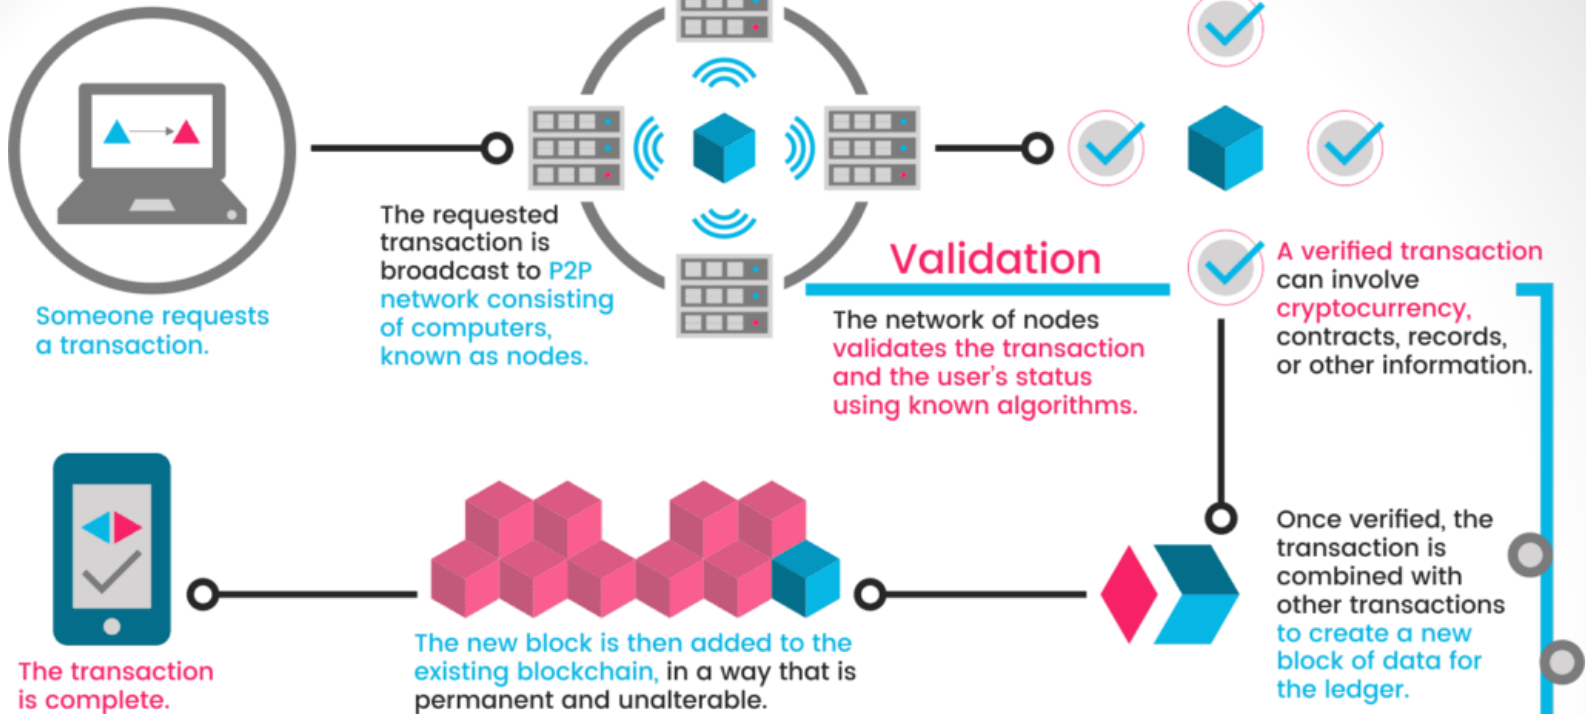 Someone requests
a transaction.
The requested
transaction is
broadcast to P2P
network consisting
of computers,
known as nodes.
Validation
The network of nodes
validates the transaction
and the user's status
using known algorithms.
A verified transaction
can involve
cryptocurrency,
contracts, records,
or other information.
Once verified, the
transaction is
combined with
other transactions
to create a new
block of data for
the ledger.
The new block is then added to the
existing blockchain, in a way that is
permanent and unalterable.
The transaction
is complete.